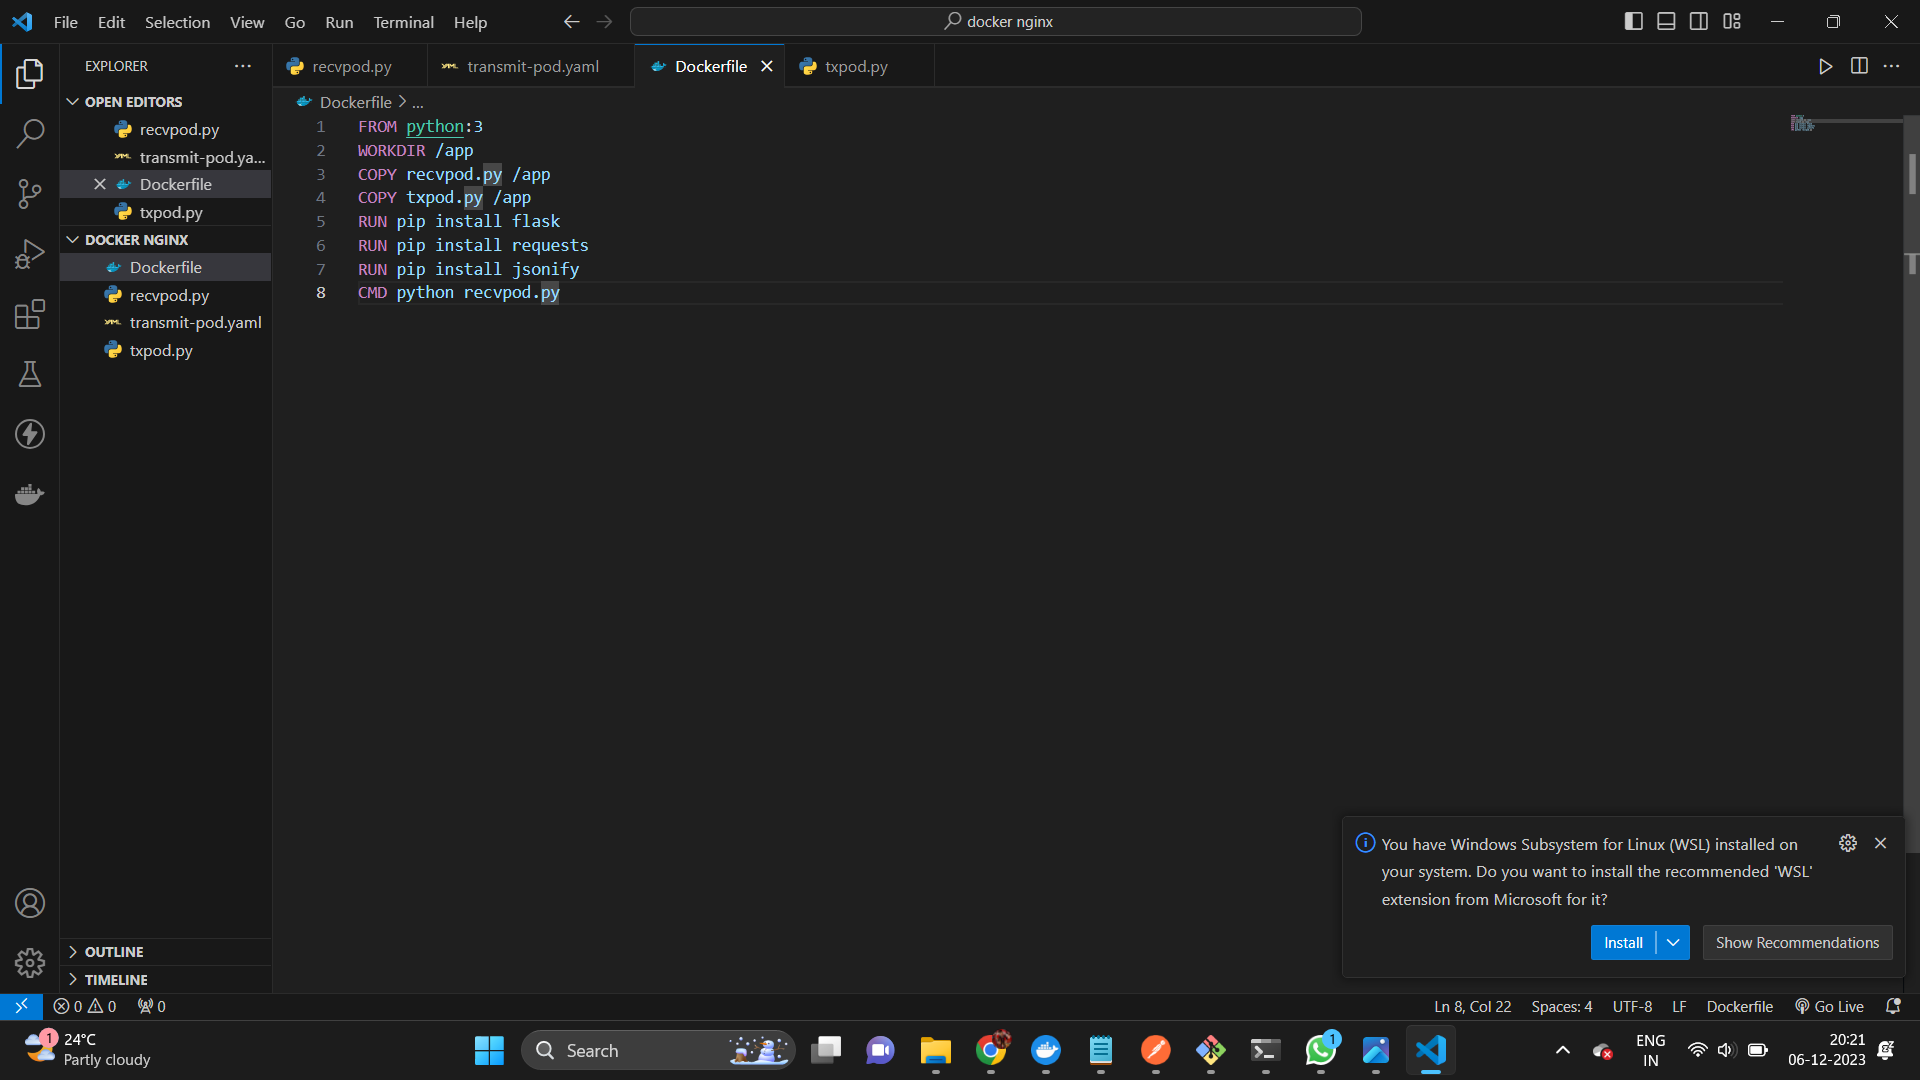 File Edit Selection View Go Run Terminal Help
docker nginx
EXPLORER
recvpod.py
transmit-pod.yaml
Dockerfile
txpod.py
OPEN EDITORS
recvpod.py
transmit-pod.ya...
Dockerfile
txpod.py
DOCKER NGINX
Dockerfile
recvpod.py
transmit-pod.yaml
txpod.py
OUTLINE
TIMELINE
Dockerfile > ...
1 FROM python:3
2 WORKDIR /app
3 COPY recvpod.py /app
4 COPY txpod.py /app
5 RUN pip install flask
6 RUN pip install requests
7 RUN pip install jsonify
8 CMD python recvpod.py
You have Windows Subsystem for Linux (WSL) installed on
your system. Do you want to install the recommended 'WSL'
extension from Microsoft for it?
Install
Show Recommendations
0 0 0
Ln 8, Col 22 Spaces: 4 UTF-8 LF Dockerfile Go Live
1
24°C
Partly cloudy
Search
1
ENG
IN
20:21
06-12-2023